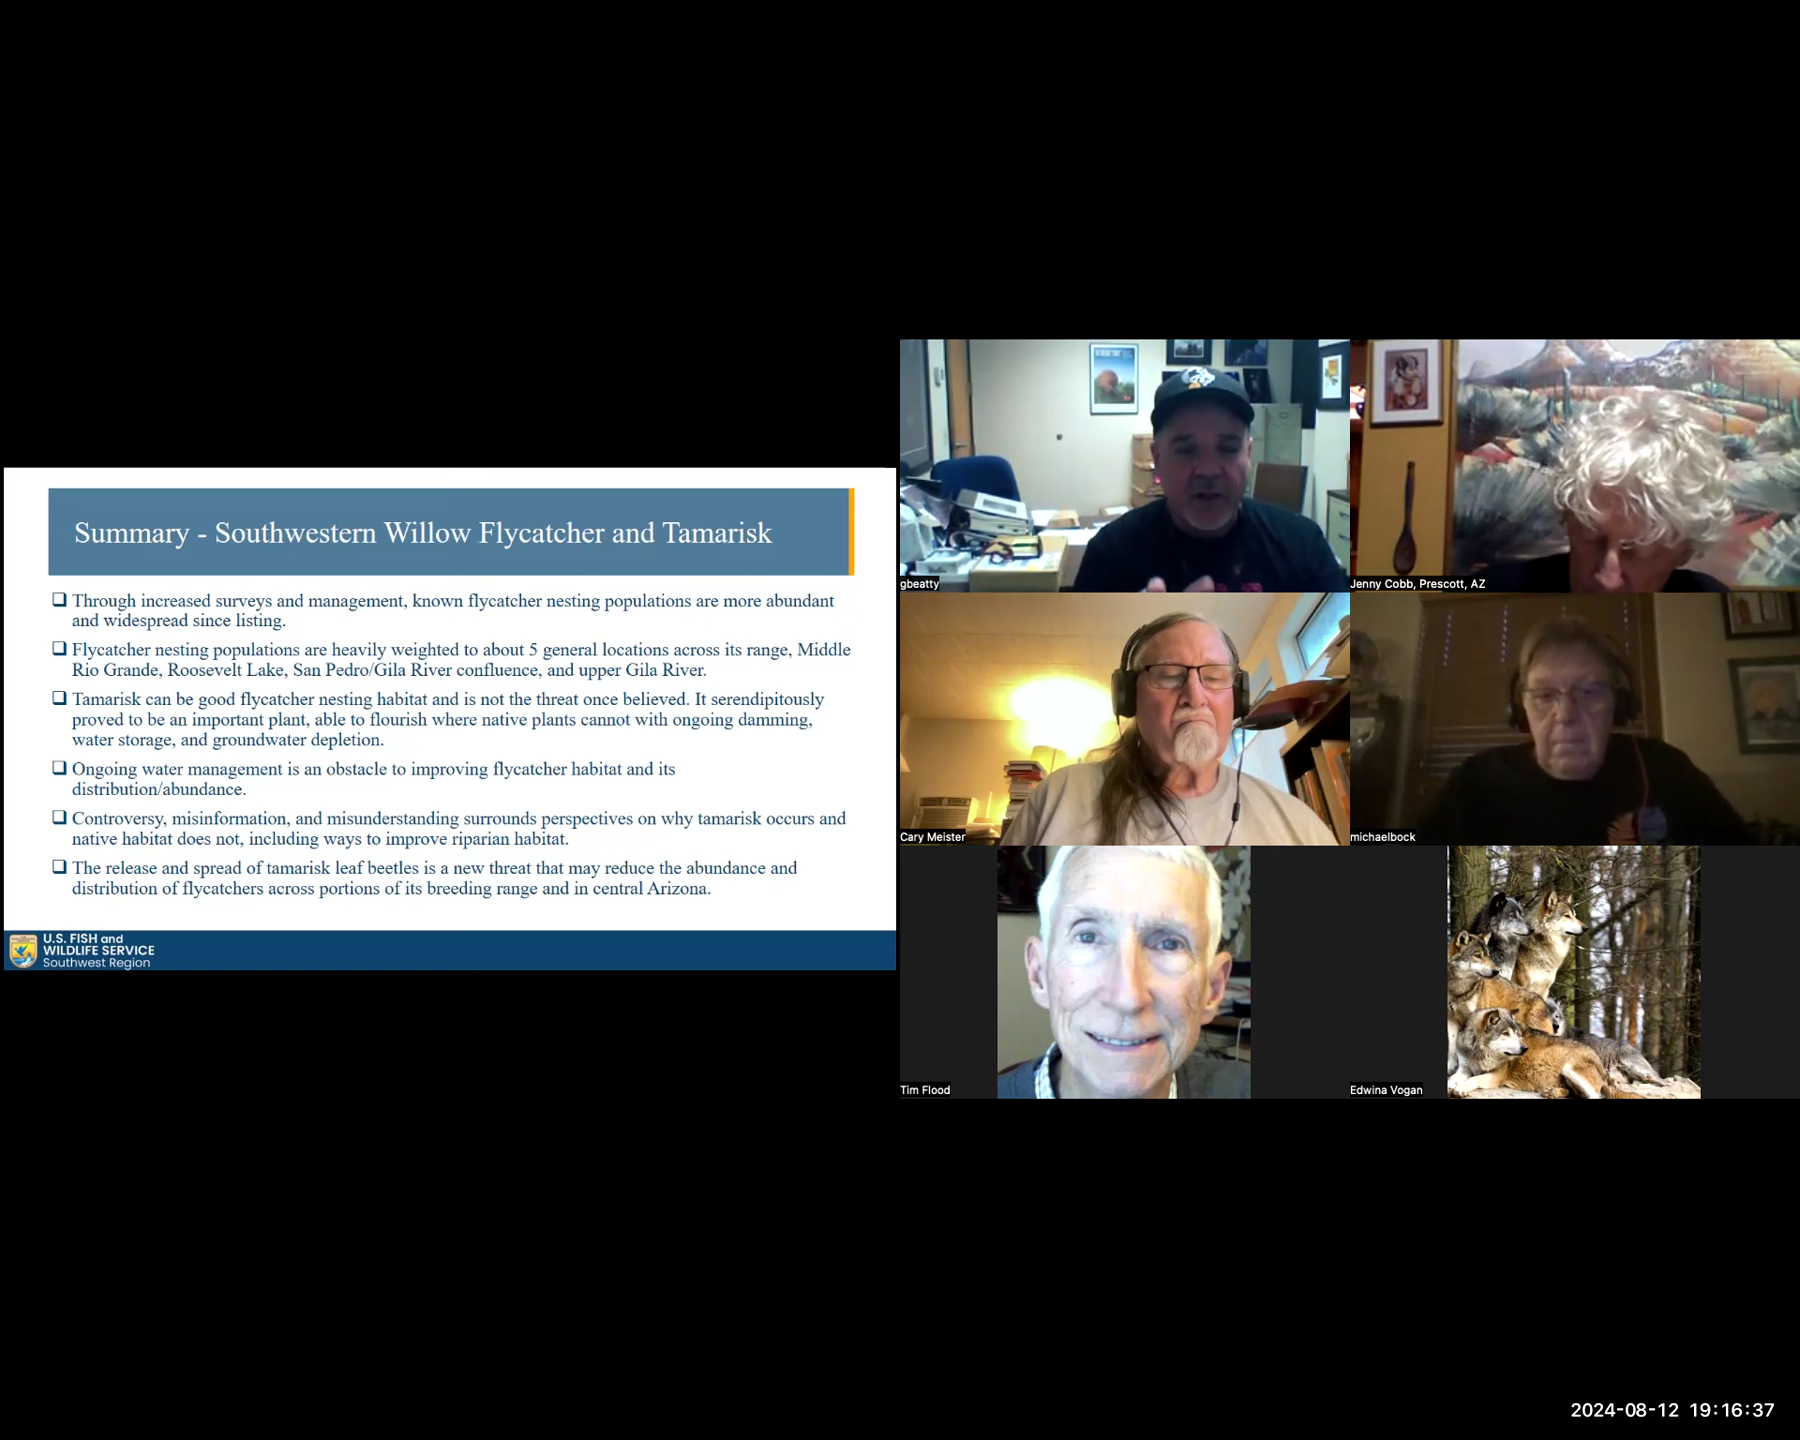 Summary - Southwestern Willow Flycatcher and Tamarisk
Through increased surveys and management, known flycatcher nesting populations are more abundant
and widespread since listing.
Flycatcher nesting populations are heavily weighted to about 5 general locations across its range, Middle
Rio Grande, Roosevelt Lake, San Pedro/Gila River confluence, and upper Gila River.
Tamarisk can be good flycatcher nesting habitat and is not the threat once believed. It serendipitously
proved to be an important plant, able to flourish where native plants cannot with ongoing damming,
water storage, and groundwater depletion.
Ongoing water management is an obstacle to improving flycatcher habitat and its
distribution/abundance.
Controversy, misinformation, and misunderstanding surrounds perspectives on why tamarisk occurs and
native habitat does not, including ways to improve riparian habitat.
The release and spread of tamarisk leaf beetles is a new threat that may reduce the abundance and
distribution of flycatchers across portions of its breeding range and in central Arizona.
U.S. FISH and
WILDLIFE SERVICE
Southwest Region
gbeatty
Jenny Cobb, Prescott, AZ
Cary Meister
michaelbock
Tim Flood
Edwina Vogan
2024-08-12 19:16:37